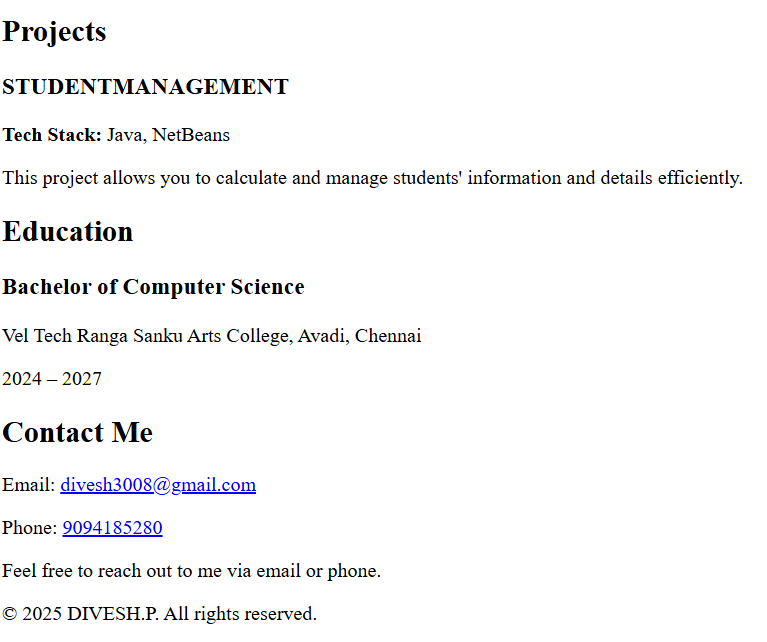 Projects
STUDENTMANAGEMENT
Tech Stack: Java, NetBeans
This project allows you to calculate and manage students' information and details efficiently.
Education
Bachelor of Computer Science
Vel Tech Ranga Sanku Arts College, Avadi, Chennai
2024 – 2027
Contact Me
Email: divesh3008@gmail.com
Phone: 9094185280
Feel free to reach out to me via email or phone.
© 2025 DIVESH.P. All rights reserved.